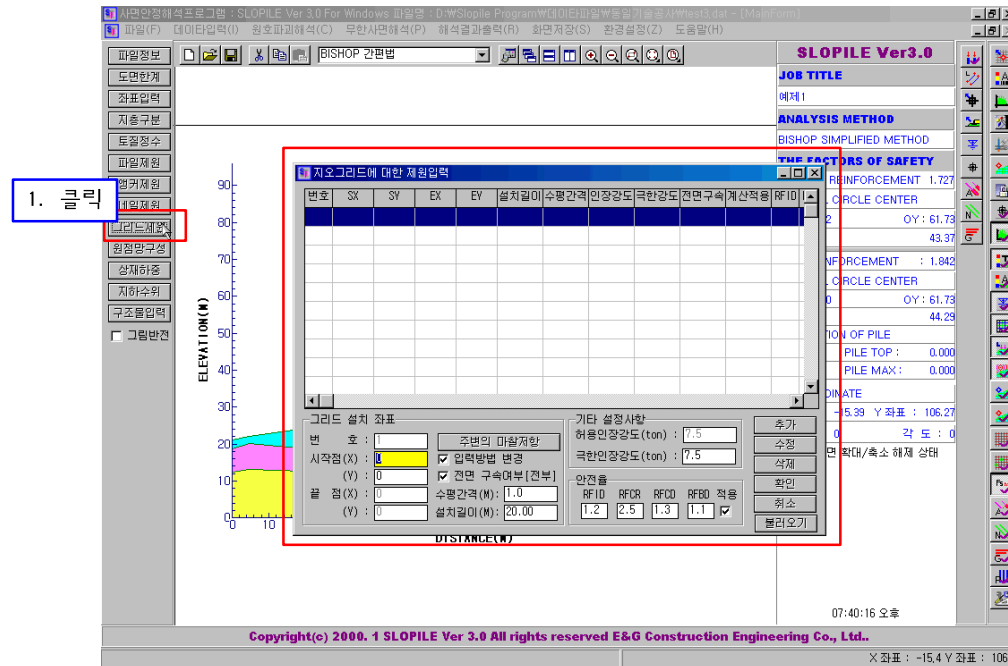 사면안정해석프로그램 : SLOPILE Ver 3,0 For Windows 파일명 : D:₩Slopile Program₩데이타파일₩동일기술공사₩test3.dat - [MainForm]
파일(F) 데이타입력(I) 원호파괴해석(C) 무한사면해석(P) 해석결과출력(R) 화면저장(S) 환경설정(Z) 도움말(H)
BISHOP 간편법
파일정보
도면한계
좌표입력
지층구분
토질정수
파일제원
앵커제원
네일제원
그리드제원
원점망구성
상재하중
지하수위
구조물입력
그림반전
1. 클릭
ELEVATION(M)
90
80
70
60
50
40
30
20
10
0
0 10
DISTANCE(M)
지오그리드에 대한 제원입력
번호 SX SY EX EY 설치길이 수평간격 인장강도 극한강도 전면구속 계산적용 RFID
그리드 설치 좌표
번 호 : 1
주변의 마찰저항
시작점(X) : 0
입력방법 변경
(Y) : 0
전면 구속여부[전부]
끝 점(X) : 0
수평간격(M): 1.0
(Y) : 0
설치길이(M): 20.00
기타 설정사항
허용인장강도(ton) : 7.5
극한인장강도(ton) : 7.5
안전율
RFID RFCR RFCD RFBD 적용
1.2 2.5 1.3 1.1
추가
수정
삭제
확인
취소
불러오기
SLOPILE Ver3.0
JOB TITLE
예제1
ANALYSIS METHOD
BISHOP SIMPLIFIED METHOD
THE FACTORS OF SAFETY
REINFORCEMENT 1.727
CIRCLE CENTER
2 OY : 61.73
43.37
NFORCEMENT : 1.842
CIRCLE CENTER
0 OY : 61.73
44.29
ION OF PILE
PILE TOP : 0.000
PILE MAX : 0.000
DINATE
-15.39 Y 좌표 : 106.27
0 각 도 : 0
면 확대/축소 해제 상태
07:40:16 오후
Copyright(c) 2000. 1 SLOPILE Ver 3.0 All rights reserved E&G Construction Engineering Co., Ltd..
X 좌표 : -15,4 Y 좌표 : 106